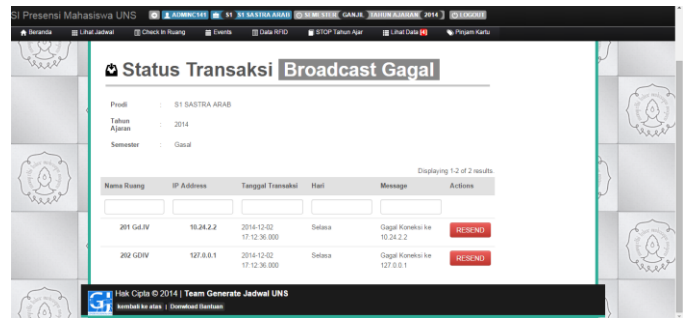 SI Presensi Mahasiswa UNS ADMINC141 S1 S1 SASTRA ARAB SEMESTER GANJIL TAHUN AJARAN 2014 LOGOUT
Beranda Lihat Jadwal Check In Ruang Events Data RFID STOP Tahun Ajar Lihat Data [4] Pinjam Kartu
Status Transaksi Broadcast Gagal
Prodi : S1 SASTRA ARAB
Tahun Ajaran : 2014
Semester : Gasal
Displaying 1-2 of 2 results.
Nama Ruang IP Address Tanggal Transaksi Hari Message Actions
201 Gd.IV 10.24.2.2 2014-12-02 17:12:36.000 Selasa Gagal Koneksi ke 10.24.2.2 RESEND
202 GDIV 127.0.0.1 2014-12-02 17:12:36.000 Selasa Gagal Koneksi ke 127.0.0.1 RESEND
Hak Cipta © 2014 | Team Generate Jadwal UNS
kembali ke atas | Donwload Bantuan